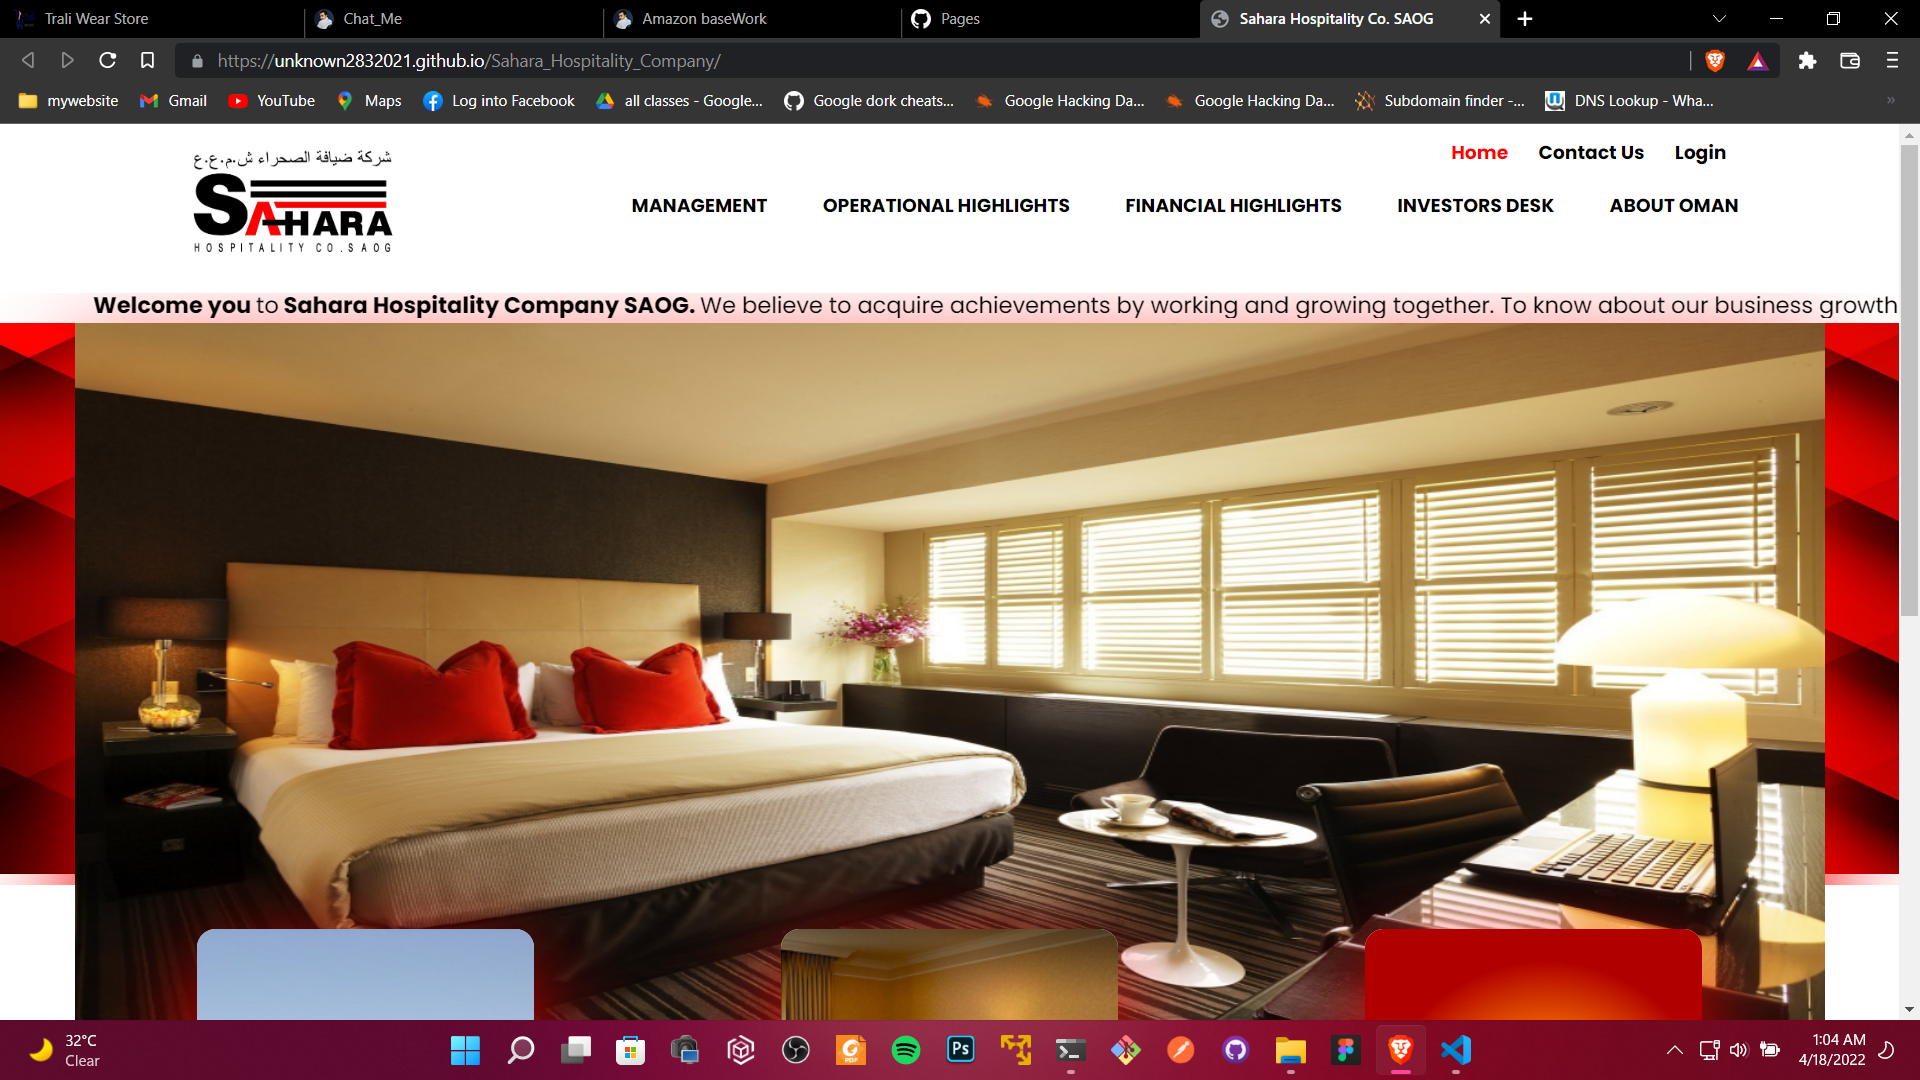 Trali Wear Store
Chat_Me
Amazon baseWork
Pages
Sahara Hospitality Co. SAOG
https://unknown2832021.github.io/Sahara_Hospitality_Company/
mywebsite
Gmail
YouTube
Maps
Log into Facebook
all classes - Google...
Google dork cheats...
Google Hacking Da...
Google Hacking Da...
Subdomain finder -...
DNS Lookup - Wha...
شركة ضيافة الصحراء ش.م.ع.ع
SAHARA
HOSPITALITY CO.SAOG
Home
Contact Us
Login
MANAGEMENT
OPERATIONAL HIGHLIGHTS
FINANCIAL HIGHLIGHTS
INVESTORS DESK
ABOUT OMAN
Welcome you to Sahara Hospitality Company SAOG. We believe to acquire achievements by working and growing together. To know about our business growth
32°C
Clear
PDF
Ps
1:04 AM
4/18/2022